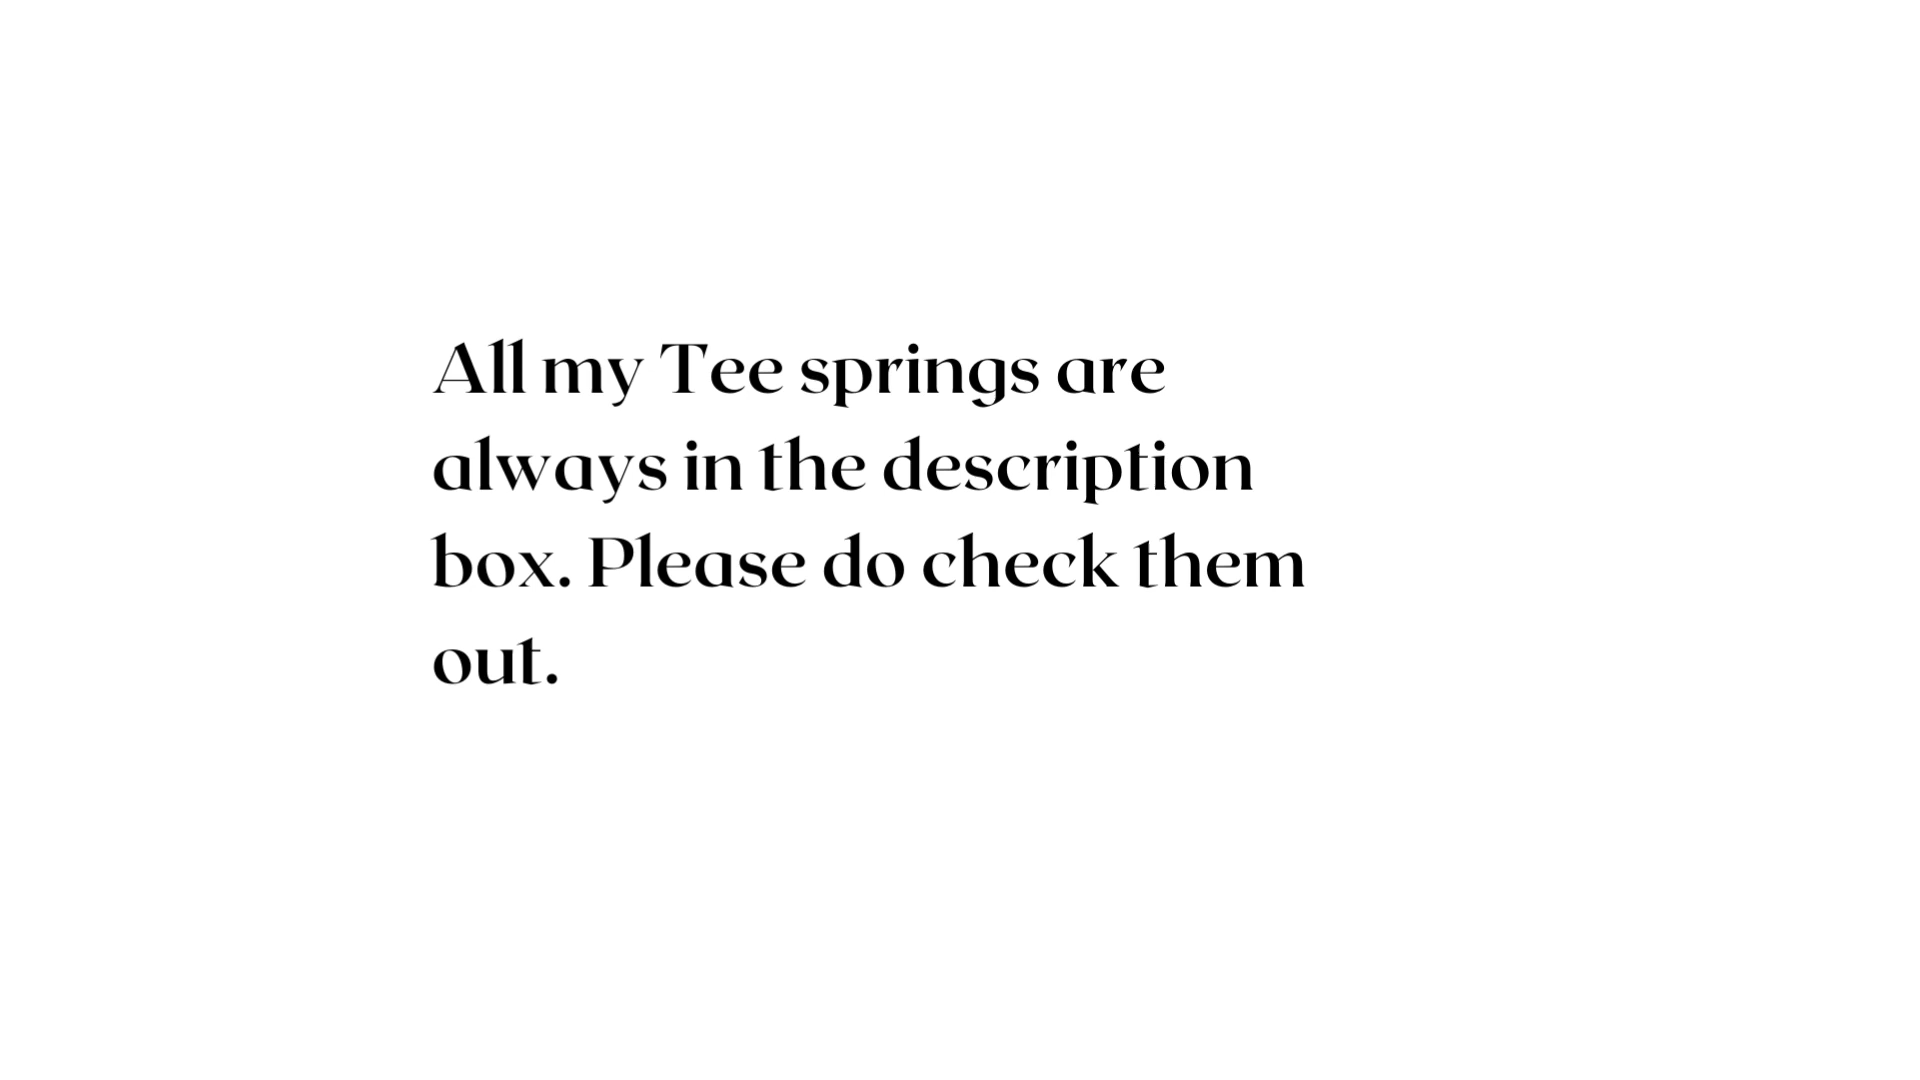 All my Tee springs are
always in the description
box. Please do check them
out.